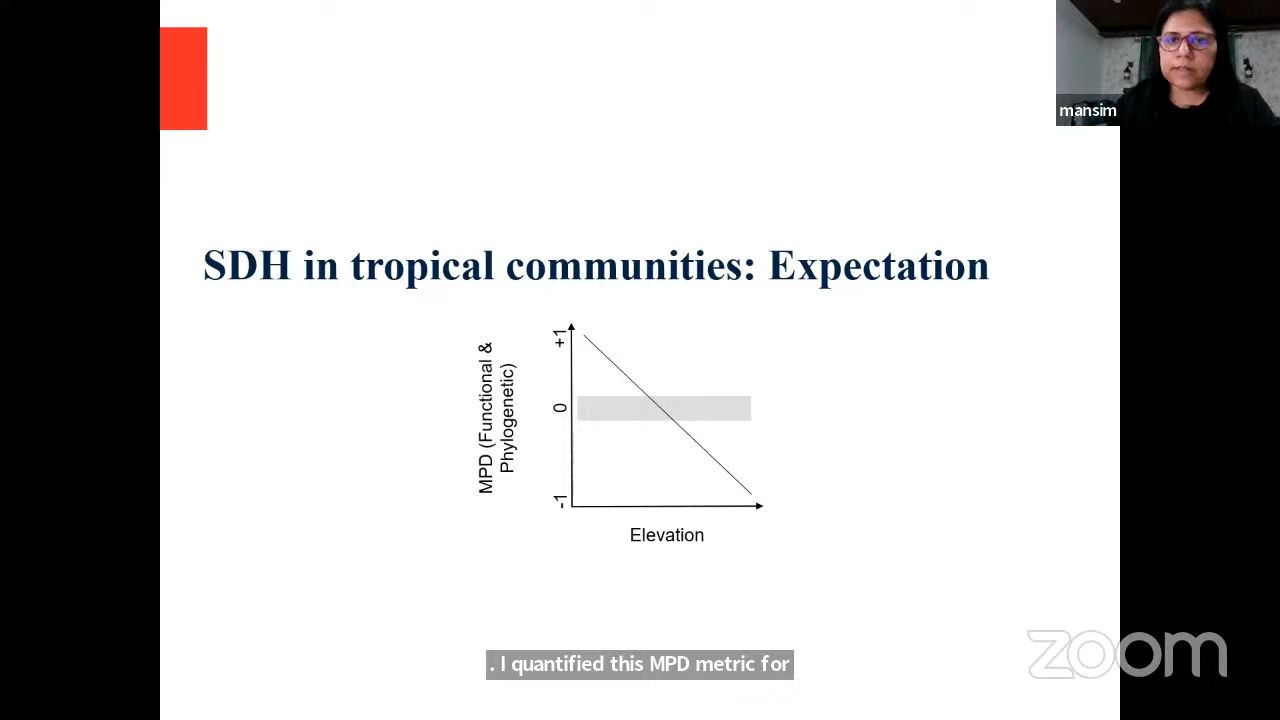 mansim
SDH in tropical communities: Expectation
MPD (Functional &
Phylogenetic)
+1
0
-1
Elevation
. I quantified this MPD metric for
zoom